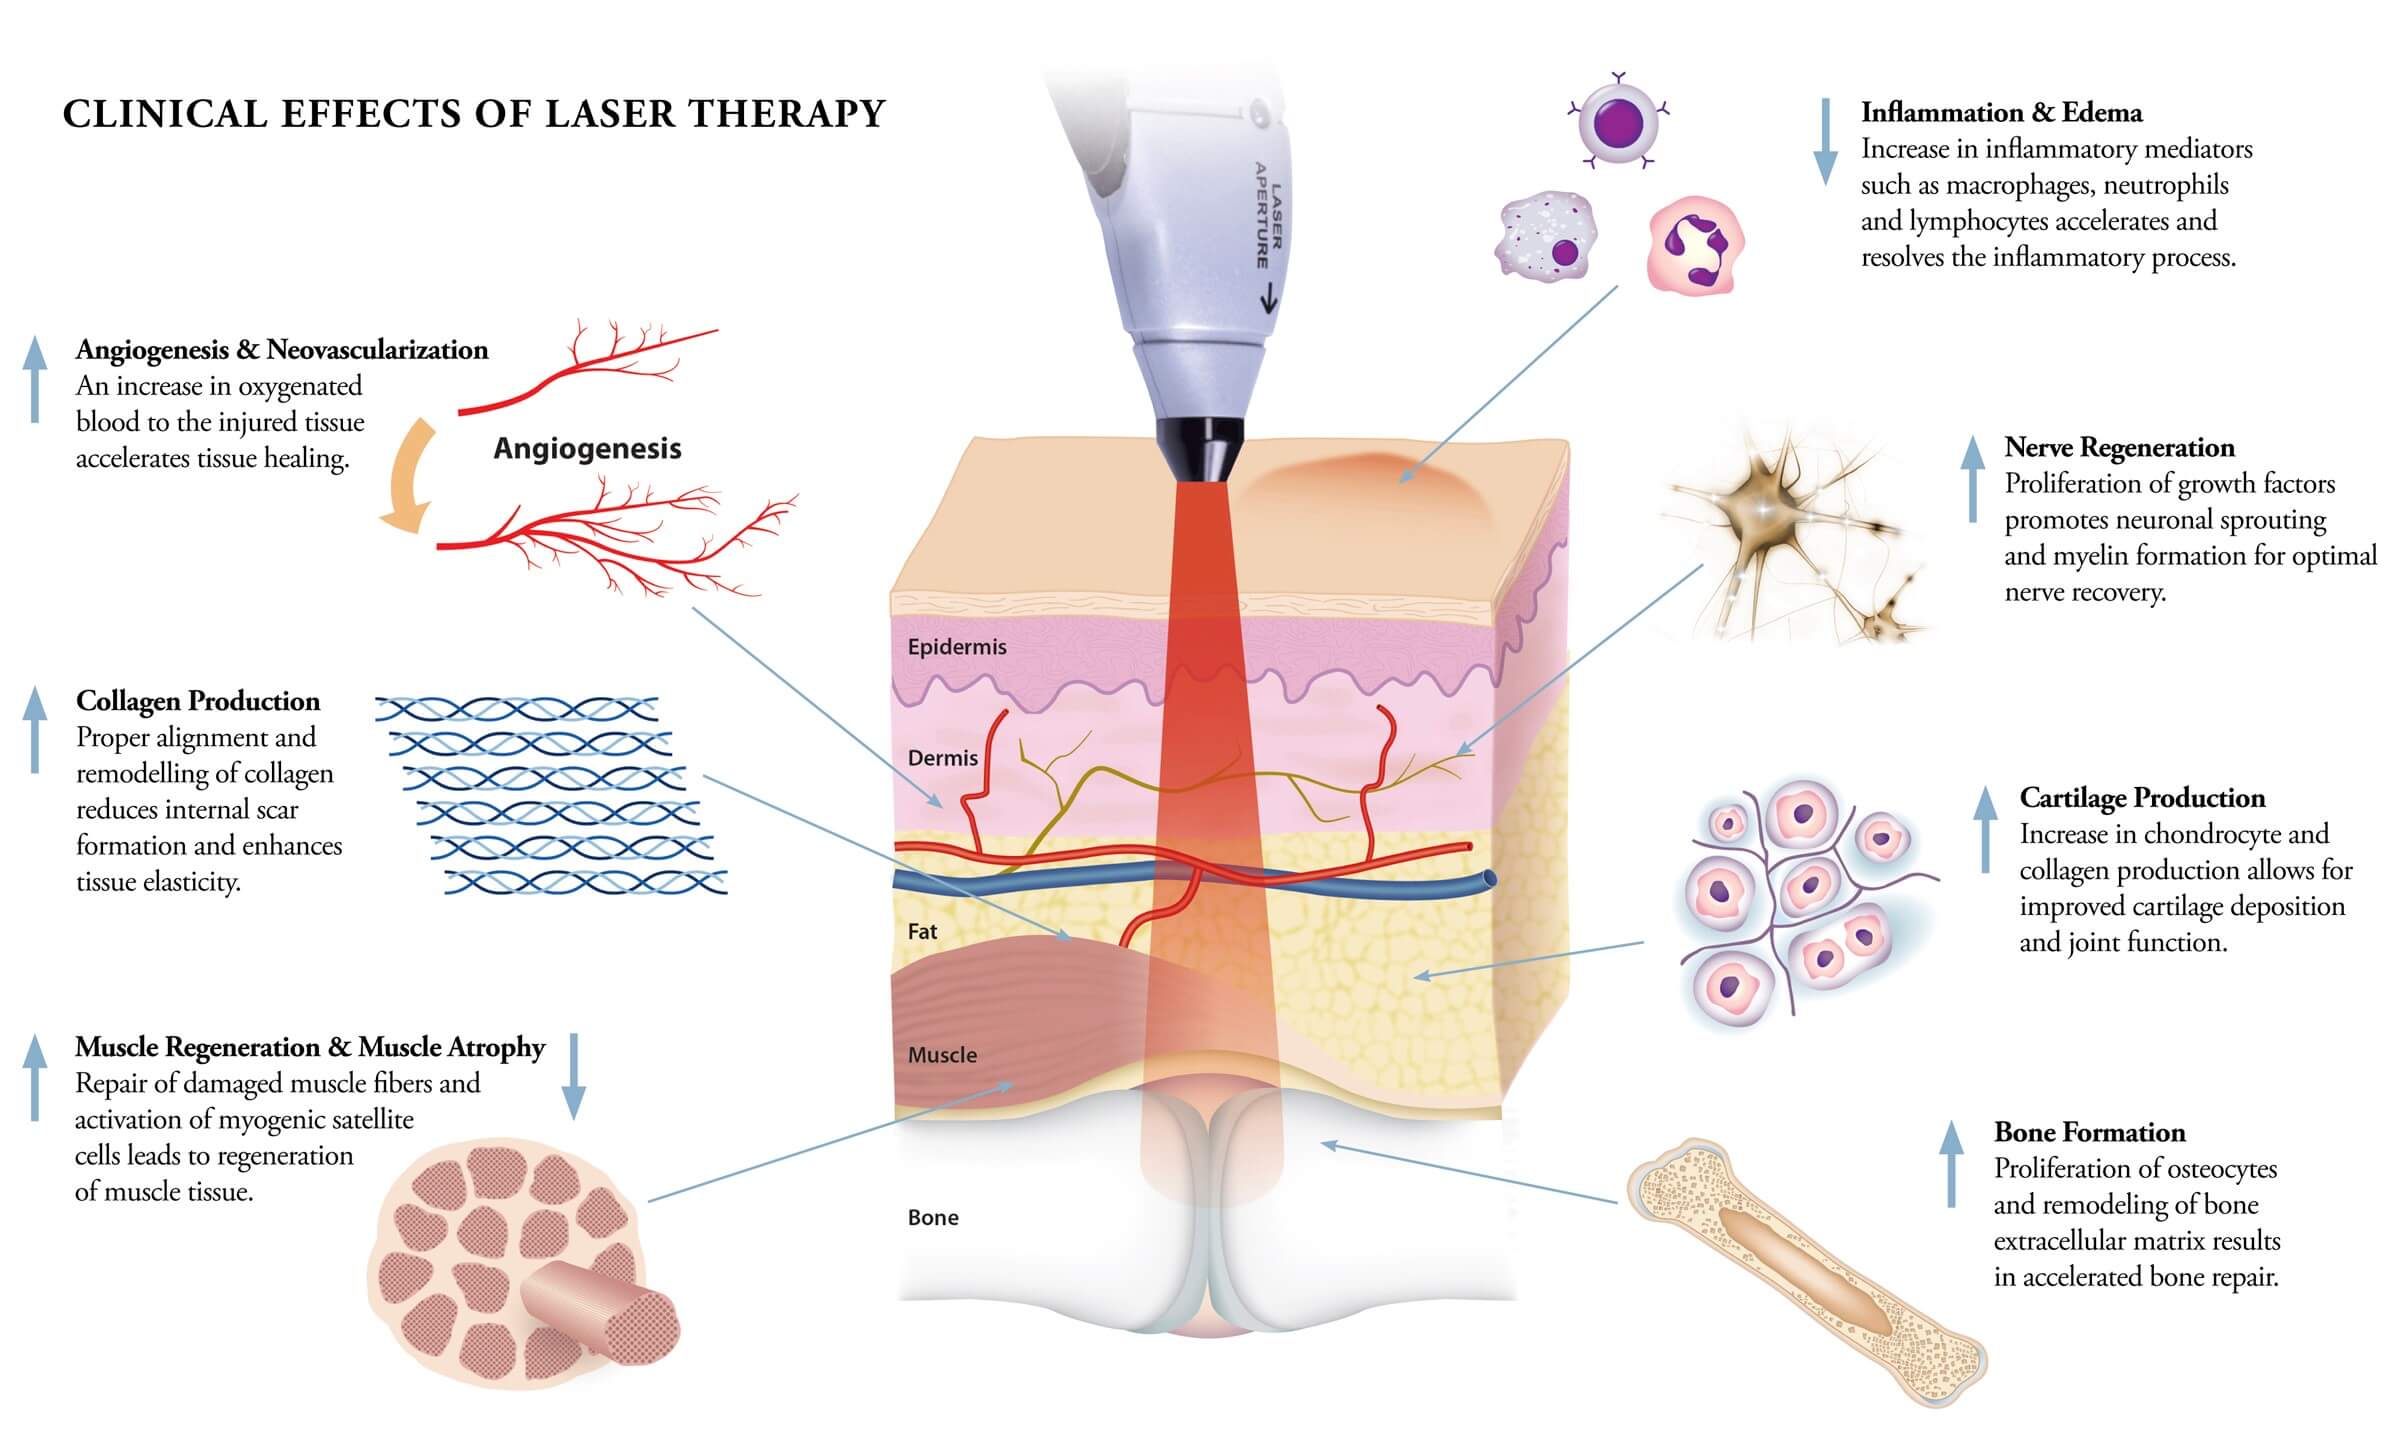 CLINICAL EFFECTS OF LASER THERAPY
LASER
APERTURE
Inflammation & Edema
Increase in inflammatory mediators
such as macrophages, neutrophils
and lymphocytes accelerates and
resolves the inflammatory process.
Angiogenesis & Neovascularization
An increase in oxygenated
blood to the injured tissue
accelerates tissue healing.
Angiogenesis
Nerve Regeneration
Proliferation of growth factors
promotes neuronal sprouting
and myelin formation for optimal
nerve recovery.
Collagen Production
Proper alignment and
remodelling of collagen
reduces internal scar
formation and enhances
tissue elasticity.
Epidermis
Dermis
Fat
Muscle
Bone
Cartilage Production
Increase in chondrocyte and
collagen production allows for
improved cartilage deposition
and joint function.
Muscle Regeneration & Muscle Atrophy
Repair of damaged muscle fibers and
activation of myogenic satellite
cells leads to regeneration
of muscle tissue.
Bone Formation
Proliferation of osteocytes
and remodeling of bone
extracellular matrix results
in accelerated bone repair.